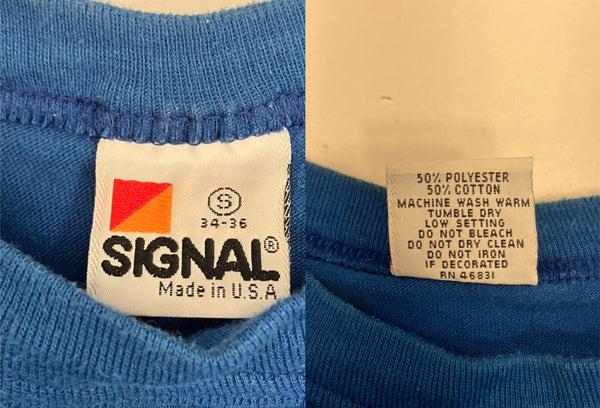 S
34-36
SIGNAL®
Made in U.S.A
50% POLYESTER
50% COTTON
MACHINE WASH WARM
TUMBLE DRY
LOW SETTING
DO NOT BLEACH
DO NOT DRY CLEAN
DO NOT IRON
IF DECORATED
RN 46831